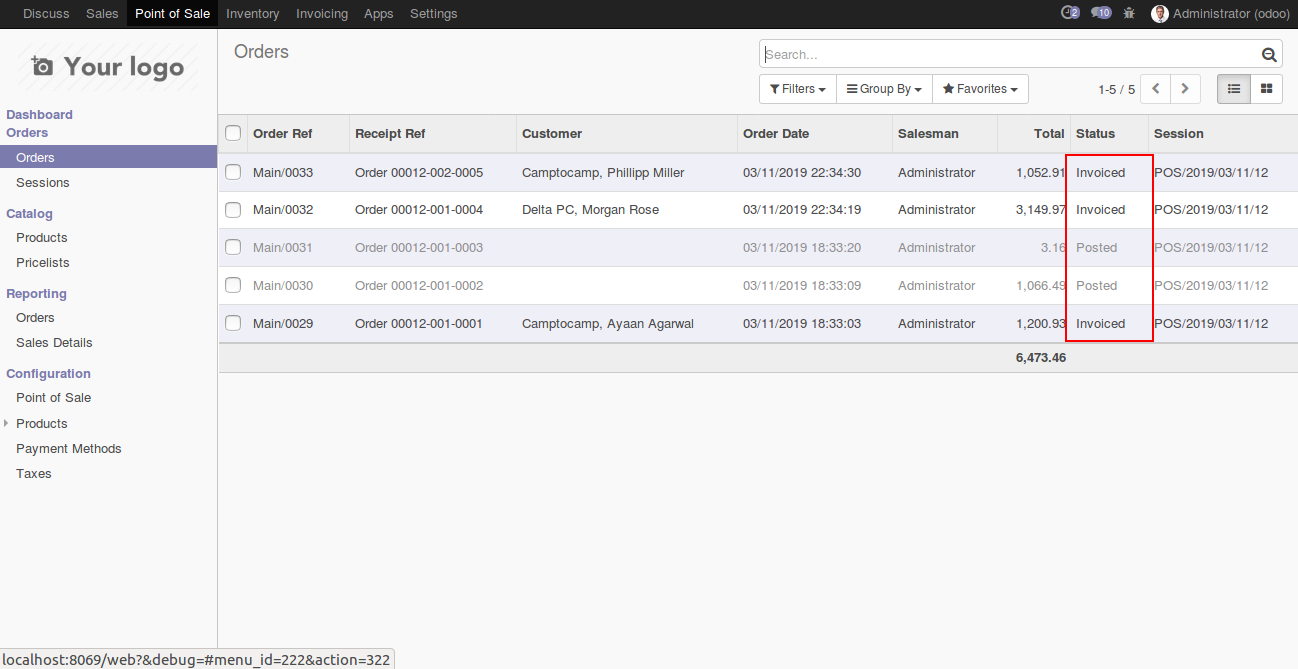 Discuss Sales Point of Sale Inventory Invoicing Apps Settings 2 10 Administrator (odoo)
Your logo
Dashboard
Orders
Orders
Sessions
Catalog
Products
Pricelists
Reporting
Orders
Sales Details
Configuration
Point of Sale
Products
Payment Methods
Taxes
Orders
Search...
Filters Group By Favorites 1-5 / 5
Order Ref Receipt Ref Customer Order Date Salesman Total Status Session
Main/0033 Order 00012-002-0005 Camptocamp, Phillipp Miller 03/11/2019 22:34:30 Administrator 1,052.91 Invoiced POS/2019/03/11/12
Main/0032 Order 00012-001-0004 Delta PC, Morgan Rose 03/11/2019 22:34:19 Administrator 3,149.97 Invoiced POS/2019/03/11/12
Main/0031 Order 00012-001-0003 03/11/2019 18:33:20 Administrator 3.16 Posted POS/2019/03/11/12
Main/0030 Order 00012-001-0002 03/11/2019 18:33:09 Administrator 1,066.49 Posted POS/2019/03/11/12
Main/0029 Order 00012-001-0001 Camptocamp, Ayaan Agarwal 03/11/2019 18:33:03 Administrator 1,200.93 Invoiced POS/2019/03/11/12
6,473.46
localhost:8069/web?&debug=#menu_id=222&action=322